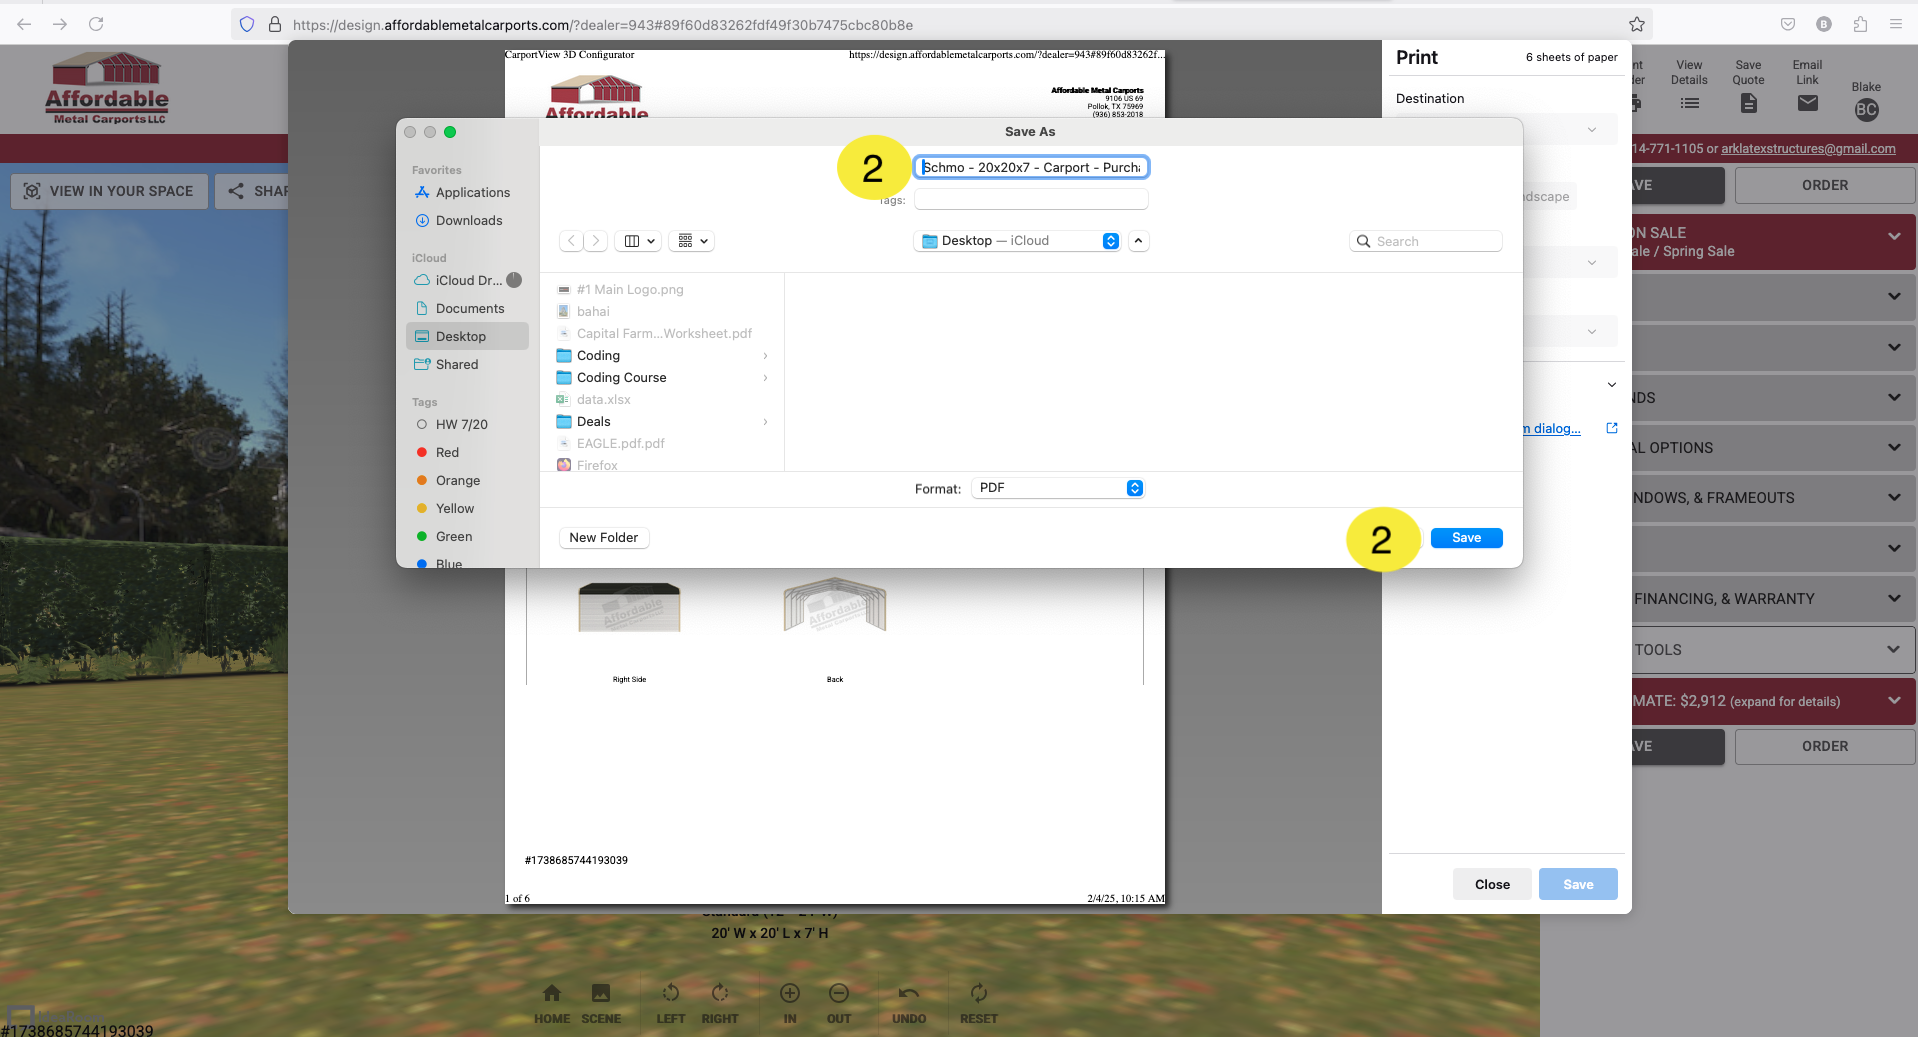 https://design.affordablemetalcarports.com/?dealer=943#89f60d83262fdf49f30b7475cbc80b8e
B
Affordable
Metal Carports LLC
VIEW IN YOUR SPACE
SHAR
CarportView 3D Configurator
https://design.affordablemetalcarports.com/?dealer=943#89f60d83262f...
Affordable
Affordable Metal Carports
9106 US 69
Pollok, TX 75969
(936) 853-2018
Print
6 sheets of paper
Destination
View
Details
Save
Quote
Email
Link
Blake
BC
14-771-1105 or arklatexstructures@gmail.com
Save As
2
Schmo - 20x20x7 - Carport - Purcha
Tags:
Desktop — iCloud
Search
Favorites
Applications
Downloads
iCloud
iCloud Dr...
Documents
Desktop
Shared
Tags
HW 7/20
Red
Orange
Yellow
Green
Blue
#1 Main Logo.png
bahai
Capital Farm...Worksheet.pdf
Coding
Coding Course
data.xlsx
Deals
EAGLE.pdf.pdf
Firefox
Format:
PDF
New Folder
2
Save
ndscape
m dialog...
AVE
ORDER
ON SALE
ale / Spring Sale
NDS
AL OPTIONS
NDOWS, & FRAMEOUTS
FINANCING, & WARRANTY
TOOLS
MATE: $2,912 (expand for details)
AVE
ORDER
Affordable
Affordable
Right Side
Back
#1738685744193039
1 of 6
2/4/25, 10:15 AM
Close
Save
20' W x 20' L x 7' H
HOME
SCENE
LEFT
RIGHT
IN
OUT
UNDO
RESET
#1738685744193039